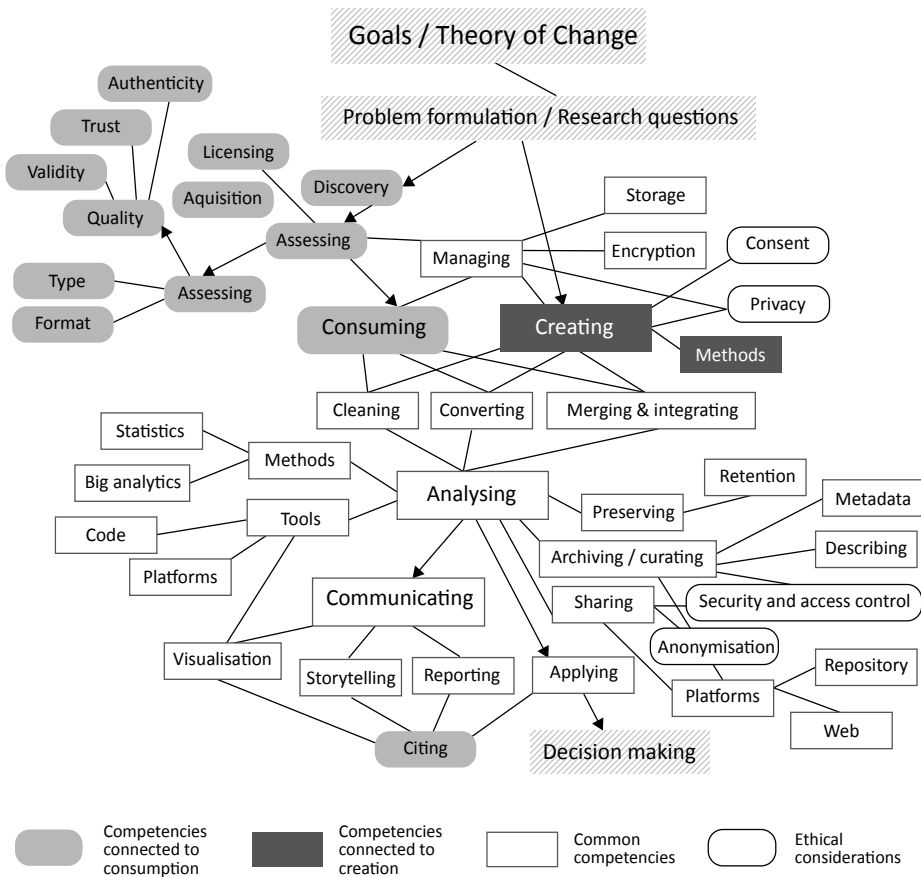 Goals / Theory of Change
Problem formulation / Research questions
Authenticity
Trust
Licensing
Validity
Discovery
Aquisition
Storage
Quality
Consent
Assessing
Managing
Encryption
Type
Assessing
Privacy
Format
Consuming
Creating
Methods
Cleaning
Converting
Merging & integrating
Statistics
Methods
Big analytics
Analysing
Retention
Metadata
Preserving
Tools
Code
Describing
Archiving / curating
Platforms
Communicating
Sharing
Security and access control
Anonymisation
Visualisation
Storytelling
Reporting
Applying
Repository
Platforms
Web
Citing
Decision making
Competencies
connected to
consumption
Competencies
connected to
creation
Common
competencies
Ethical
considerations